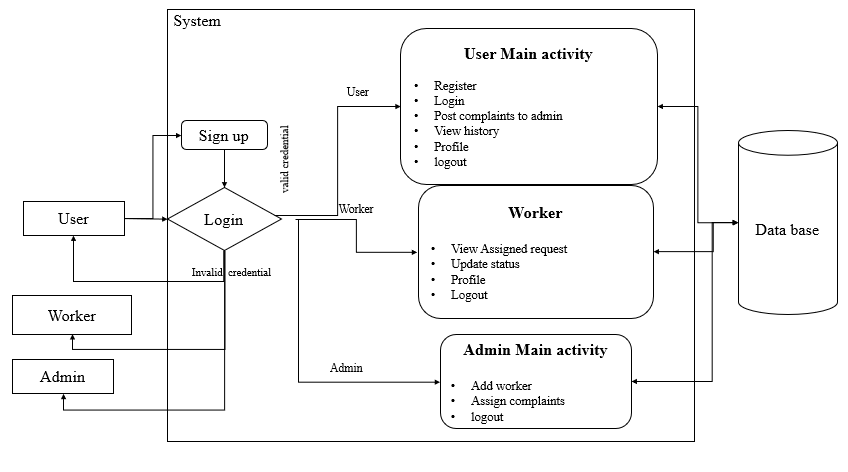 System
User Main activity
• Register
• Login
• Post complaints to admin
• View history
• Profile
• logout
User
Sign up
valid credential
User
Login
Worker
Worker
• View Assigned request
• Update status
• Profile
• Logout
Data base
Invalid credential
Worker
Admin
Admin
Admin Main activity
• Add worker
• Assign complaints
• logout